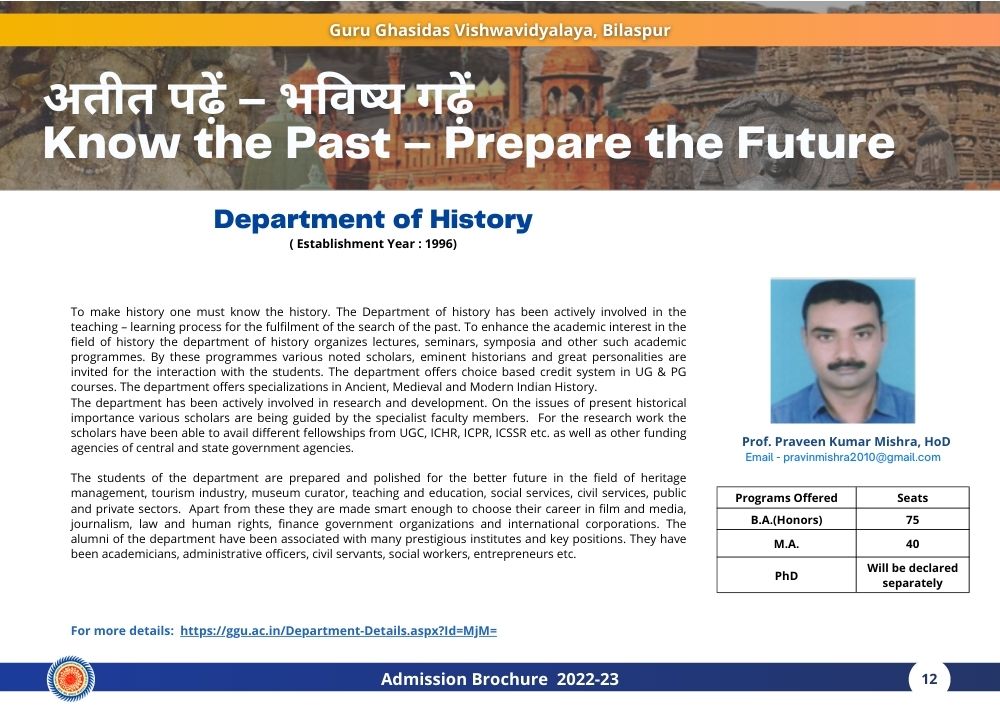 Guru Ghasidas Vishwavidyalaya, Bilaspur
अतीत पढ़ें – भविष्य गढ़ें
Know the Past – Prepare the Future
Department of History
( Establishment Year : 1996)
To make history one must know the history. The Department of history has been actively involved in the
teaching – learning process for the fulfilment of the search of the past. To enhance the academic interest in the
field of history the department of history organizes lectures, seminars, symposia and other such academic
programmes. By these programmes various noted scholars, eminent historians and great personalities are
invited for the interaction with the students. The department offers choice based credit system in UG & PG
courses. The department offers specializations in Ancient, Medieval and Modern Indian History.
The department has been actively involved in research and development. On the issues of present historical
importance various scholars are being guided by the specialist faculty members.  For the research work the
scholars have been able to avail different fellowships from UGC, ICHR, ICPR, ICSSR etc. as well as other funding
agencies of central and state government agencies.
The students of the department are prepared and polished for the better future in the field of heritage
management, tourism industry, museum curator, teaching and education, social services, civil services, public
and private sectors.  Apart from these they are made smart enough to choose their career in film and media,
journalism, law and human rights, finance government organizations and international corporations. The
alumni of the department have been associated with many prestigious institutes and key positions. They have
been academicians, administrative officers, civil servants, social workers, entrepreneurs etc.
For more details:  https://ggu.ac.in/Department-Details.aspx?Id=MjM=
Prof. Praveen Kumar Mishra, HoD
Email - pravinmishra2010@gmail.com
Programs Offered Seats
B.A.(Honors) 75
M.A. 40
PhD Will be declared
separately
Admission Brochure  2022-23
12